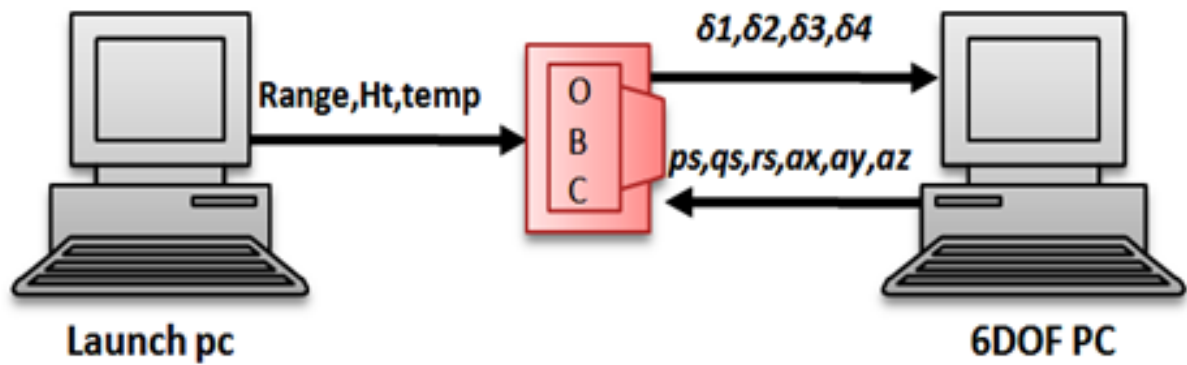 δ1,δ2,δ3,δ4
Range,Ht,temp
O
B
C
ps,qs,rs,ax,ay,az
Launch pc
6DOF PC